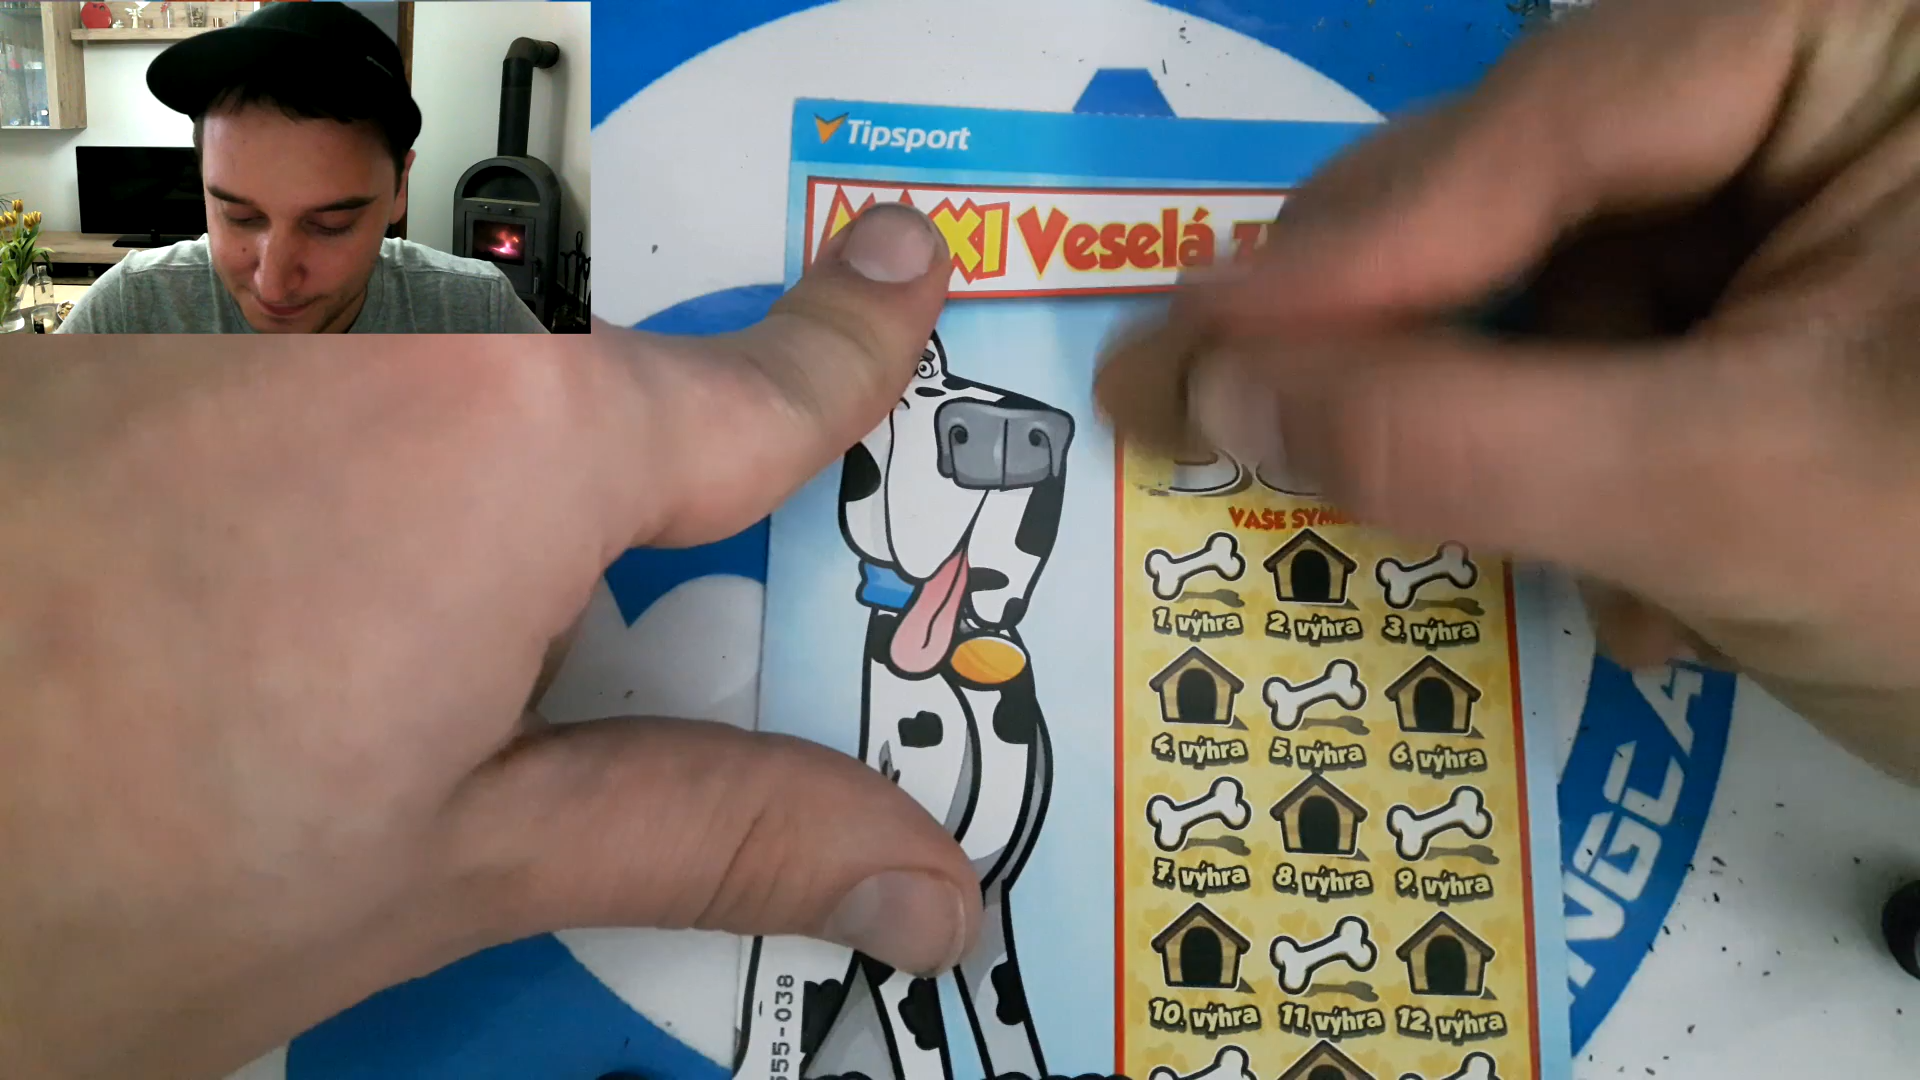 Tipsport
MAXI Veselá
VAŠE
1. výhra 2. výhra 3. výhra
4. výhra 5. výhra 6. výhra
7. výhra 8. výhra 9. výhra
10. výhra 11. výhra 12. výhra
555-038